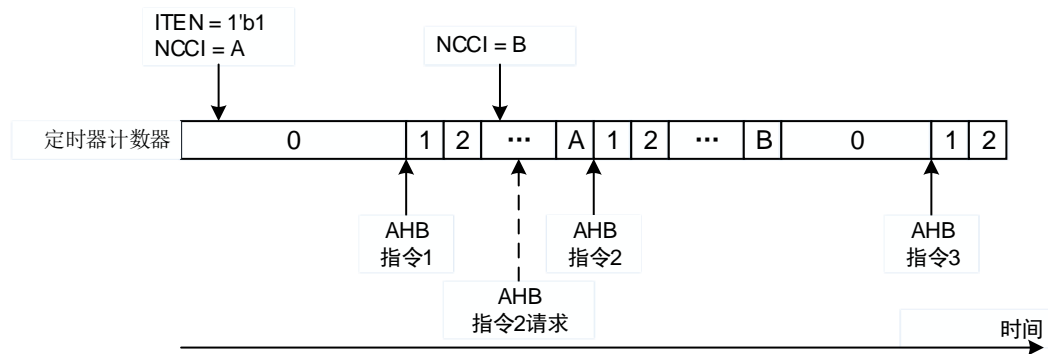 ITEN = 1'b1
NCCI = A
NCCI = B
定时器计数器
0 1 2 ··· A 1 2 ··· B 0 1 2
AHB
指令1
AHB
指令2
AHB
指令3
AHB
指令2请求
时间